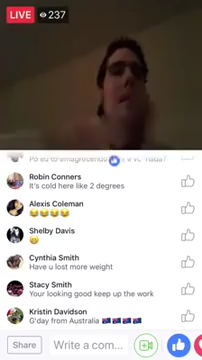 LIVE 237
Robin Conners
It's cold here like 2 degrees
Alexis Coleman
😂😂😂😂
Shelby Davis
Cynthia Smith
Have u lost more weight
Stacy Smith
Your looking good keep up the work
Kristin Davidson
G'day from Australia 🇦🇺🇦🇺🇦🇺🇦🇺
Share Write a com...